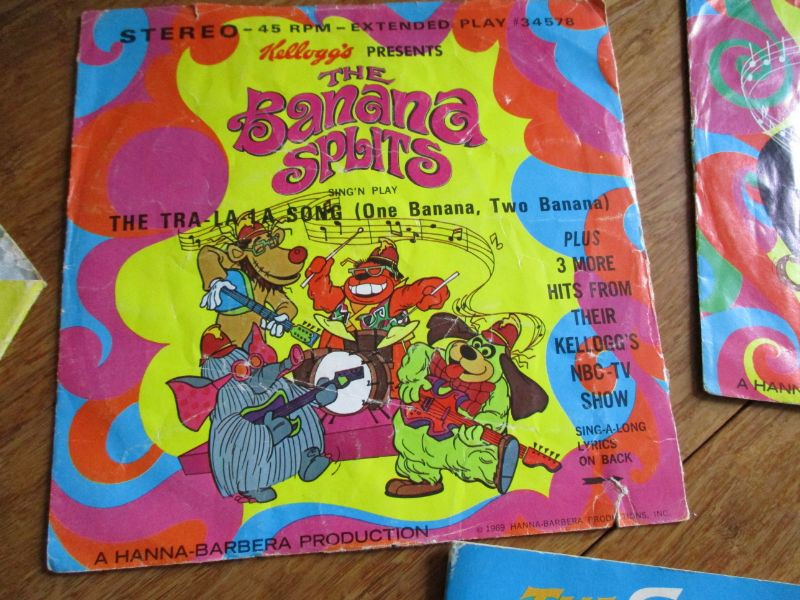 STEREO - 45 RPM - EXTENDED PLAY #34578
Kellogg's PRESENTS
THE
Banana
SPLITS
SING'N PLAY
THE TRA-LA-LA SONG (One Banana, Two Banana)
PLUS
3 MORE
HITS FROM
THEIR
KELLOGG'S
NBC-TV
SHOW
SING-A-LONG
LYRICS
ON BACK
© 1969 HANNA-BARBERA PRODUCTIONS, INC.
A HANNA-BARBERA PRODUCTION
A HANN